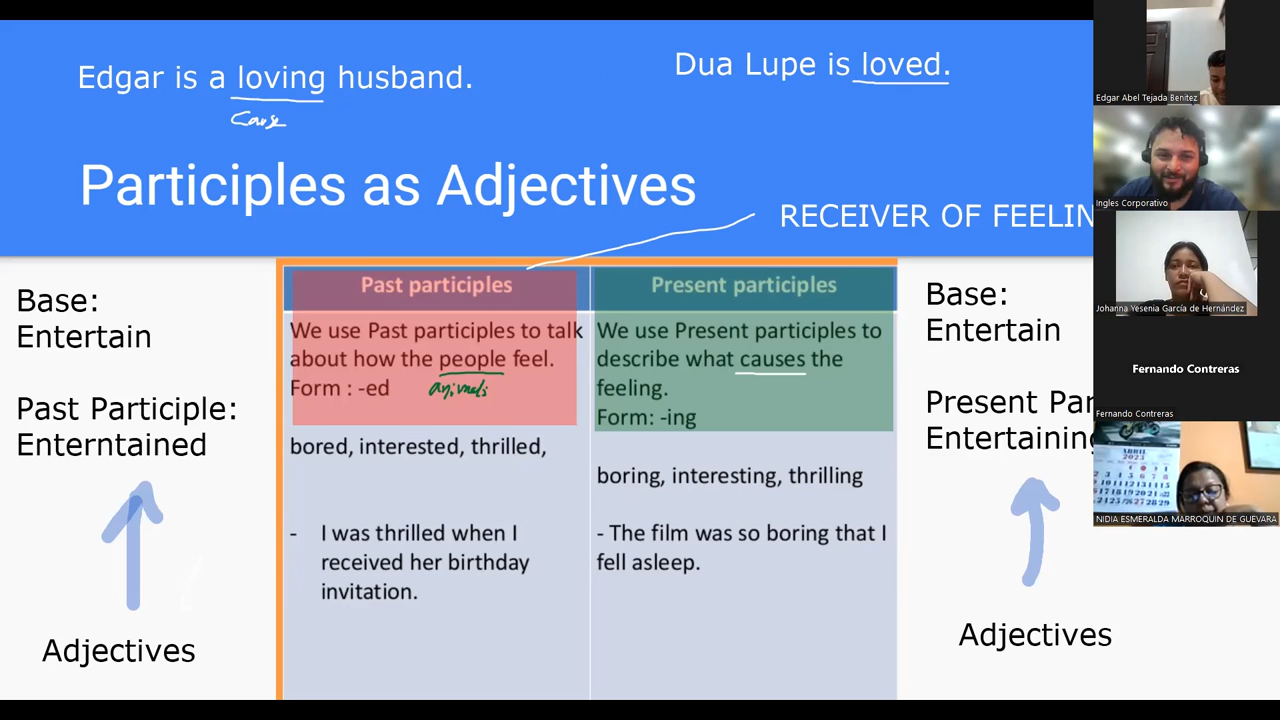 Edgar is a loving husband.
Dua Lupe is loved.
Cause
Participles as Adjectives
RECEIVER OF FEELIN
Base:
Entertain
Past Participle:
Enterntained
Adjectives
Past participles
We use Past participles to talk
about how the people feel.
Form : -ed
animals
bored, interested, thrilled,
- I was thrilled when I
received her birthday
invitation.
Present participles
We use Present participles to
describe what causes the
feeling.
Form: -ing
boring, interesting, thrilling
- The film was so boring that I
fell asleep.
Base:
Entertain
Present Par
Entertaining
Adjectives
Edgar Abel Tejada Benitez
Ingles Corporativo
Johanna Yesenia García de Hernández
Fernando Contreras
Fernando Contreras
ABRIL
2023
NIDIA ESMERALDA MARROQUIN DE GUEVARA